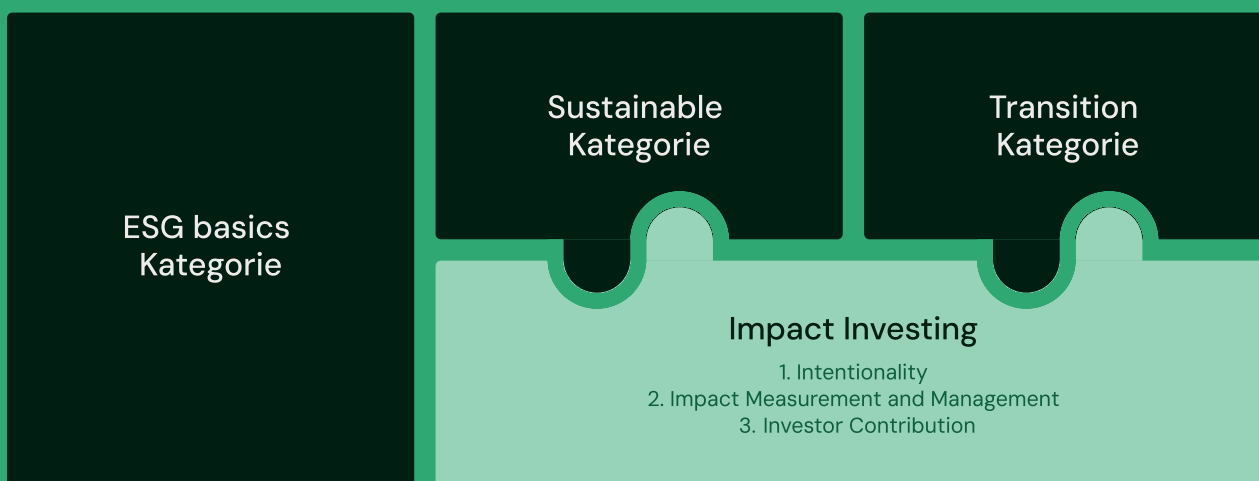 ESG basics
Kategorie
Sustainable
Kategorie
Transition
Kategorie
Impact Investing
1. Intentionality
2. Impact Measurement and Management
3. Investor Contribution